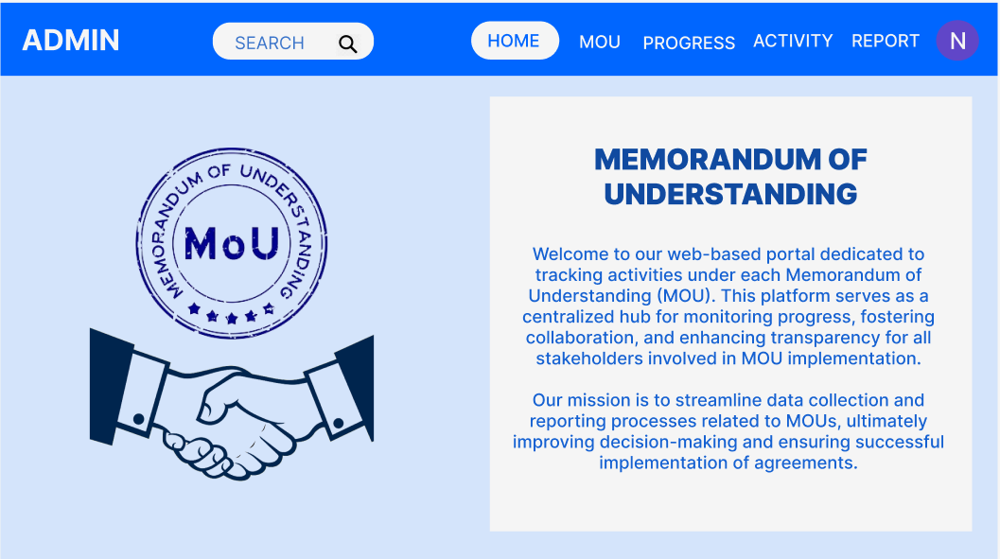 ADMIN
SEARCH
HOME
MOU
PROGRESS
ACTIVITY
REPORT
N
MEMORANDUM OF UNDERSTANDING
MoU
MEMORANDUM OF
UNDERSTANDING
Welcome to our web-based portal dedicated to
tracking activities under each Memorandum of
Understanding (MOU). This platform serves as a
centralized hub for monitoring progress, fostering
collaboration, and enhancing transparency for all
stakeholders involved in MOU implementation.
Our mission is to streamline data collection and
reporting processes related to MOUs, ultimately
improving decision-making and ensuring successful
implementation of agreements.